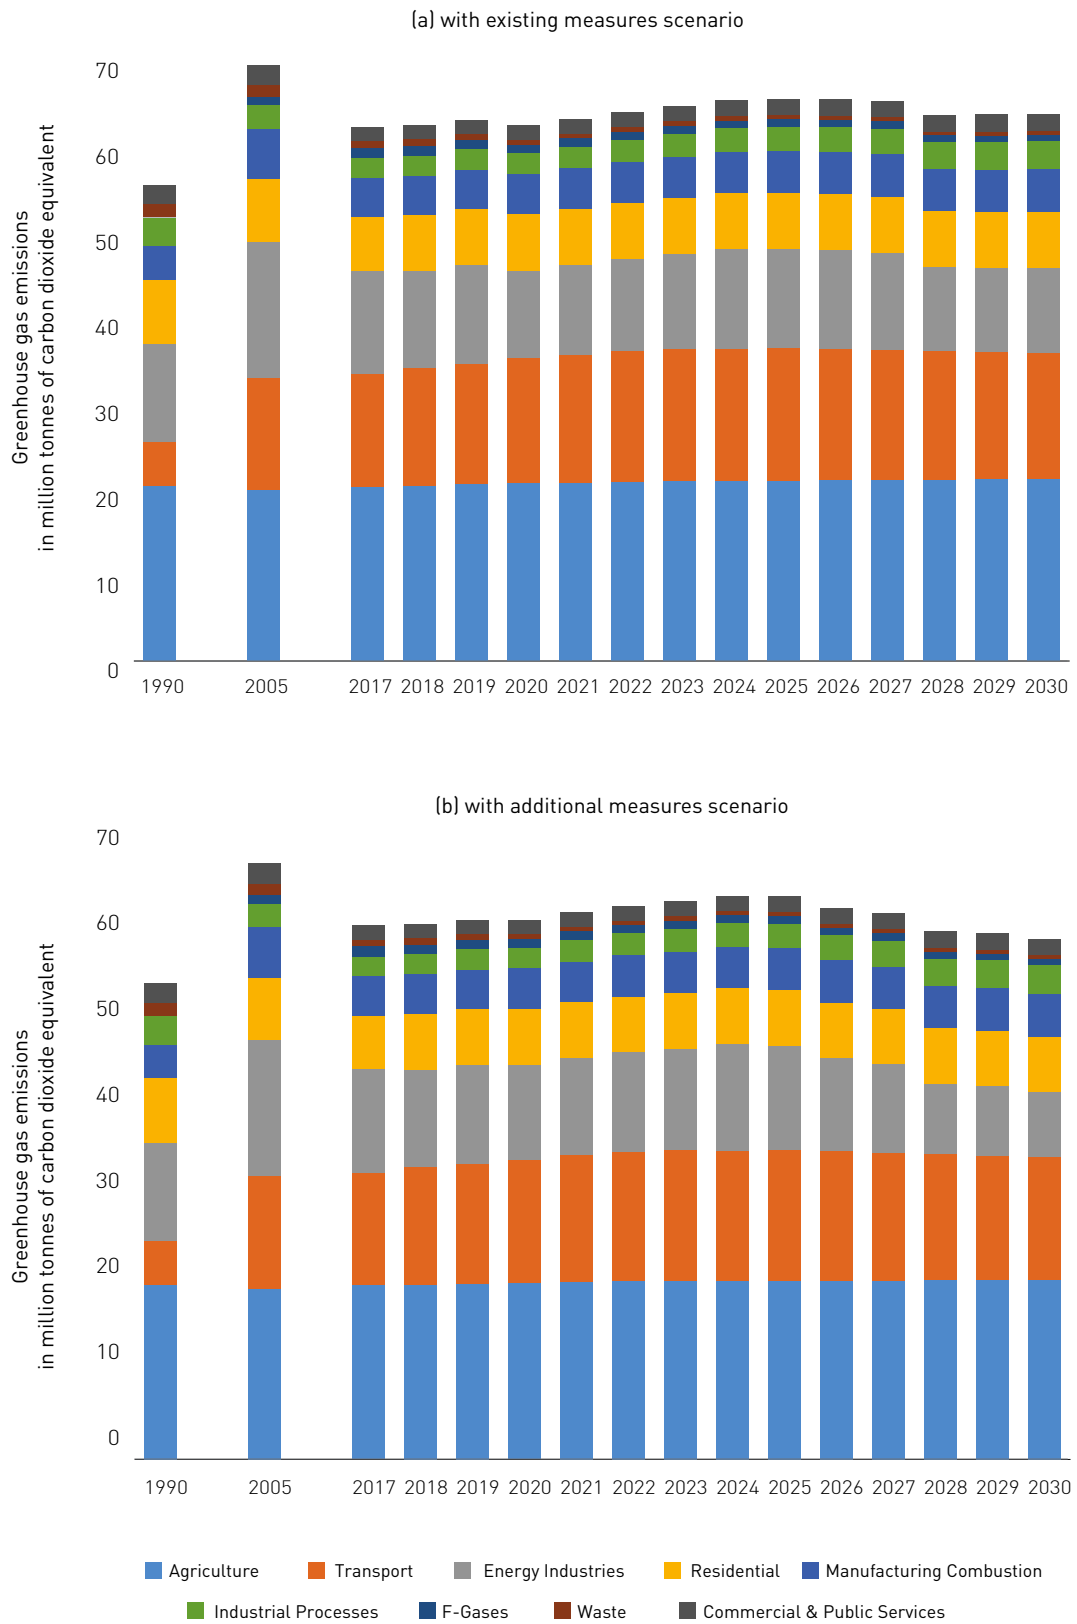 (a) with existing measures scenario
Greenhouse gas emissions
in million tonnes of carbon dioxide equivalent
70
60
50
40
30
20
10
0
1990 2005 2017 2018 2019 2020 2021 2022 2023 2024 2025 2026 2027 2028 2029 2030
(b) with additional measures scenario
Greenhouse gas emissions
in million tonnes of carbon dioxide equivalent
70
60
50
40
30
20
10
0
1990 2005 2017 2018 2019 2020 2021 2022 2023 2024 2025 2026 2027 2028 2029 2030
Agriculture Transport Energy Industries Residential Manufacturing Combustion
Industrial Processes F-Gases Waste Commercial & Public Services